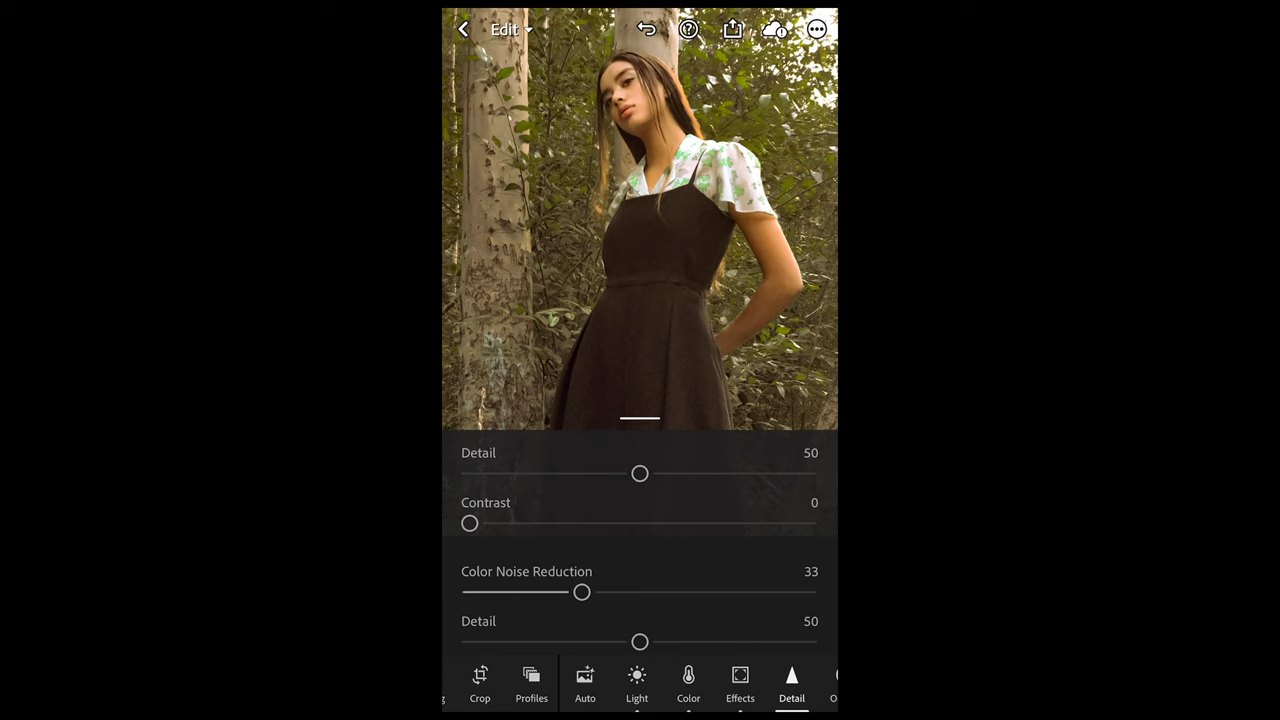 Edit
Detail 50
Contrast 0
Color Noise Reduction 33
Detail 50
Crop Profiles Auto Light Color Effects Detail